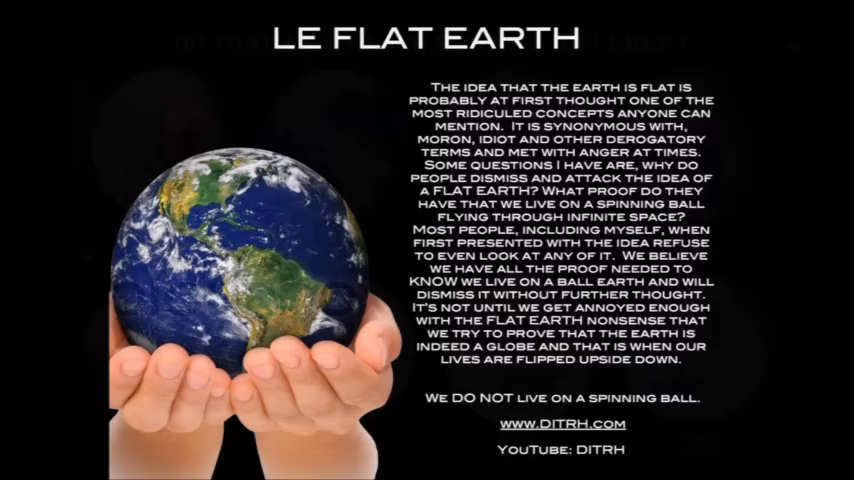 LE FLAT EARTH
THE IDEA THAT THE EARTH IS FLAT IS
PROBABLY AT FIRST THOUGHT ONE OF THE
MOST RIDICULED CONCEPTS ANYONE CAN
MENTION. IT IS SYNONYMOUS WITH,
MORON, IDIOT AND OTHER DEROGATORY
TERMS AND MET WITH ANGER AT TIMES.
SOME QUESTIONS I HAVE ARE, WHY DO
PEOPLE DISMISS AND ATTACK THE IDEA OF
A FLAT EARTH? WHAT PROOF DO THEY
HAVE THAT WE LIVE ON A SPINNING BALL
FLYING THROUGH INFINITE SPACE?
MOST PEOPLE, INCLUDING MYSELF, WHEN
FIRST PRESENTED WITH THE IDEA REFUSE
TO EVEN LOOK AT ANY OF IT. WE BELIEVE
WE HAVE ALL THE PROOF NEEDED TO
KNOW WE LIVE ON A BALL EARTH AND WILL
DISMISS IT WITHOUT FURTHER THOUGHT.
IT'S NOT UNTIL WE GET ANNOYED ENOUGH
WITH THE FLAT EARTH NONSENSE THAT
WE TRY TO PROVE THAT THE EARTH IS
INDEED A GLOBE AND THAT IS WHEN OUR
LIVES ARE FLIPPED UPSIDE DOWN.
WE DO NOT LIVE ON A SPINNING BALL.
WWW.DITRH.COM
YOUTUBE: DITRH